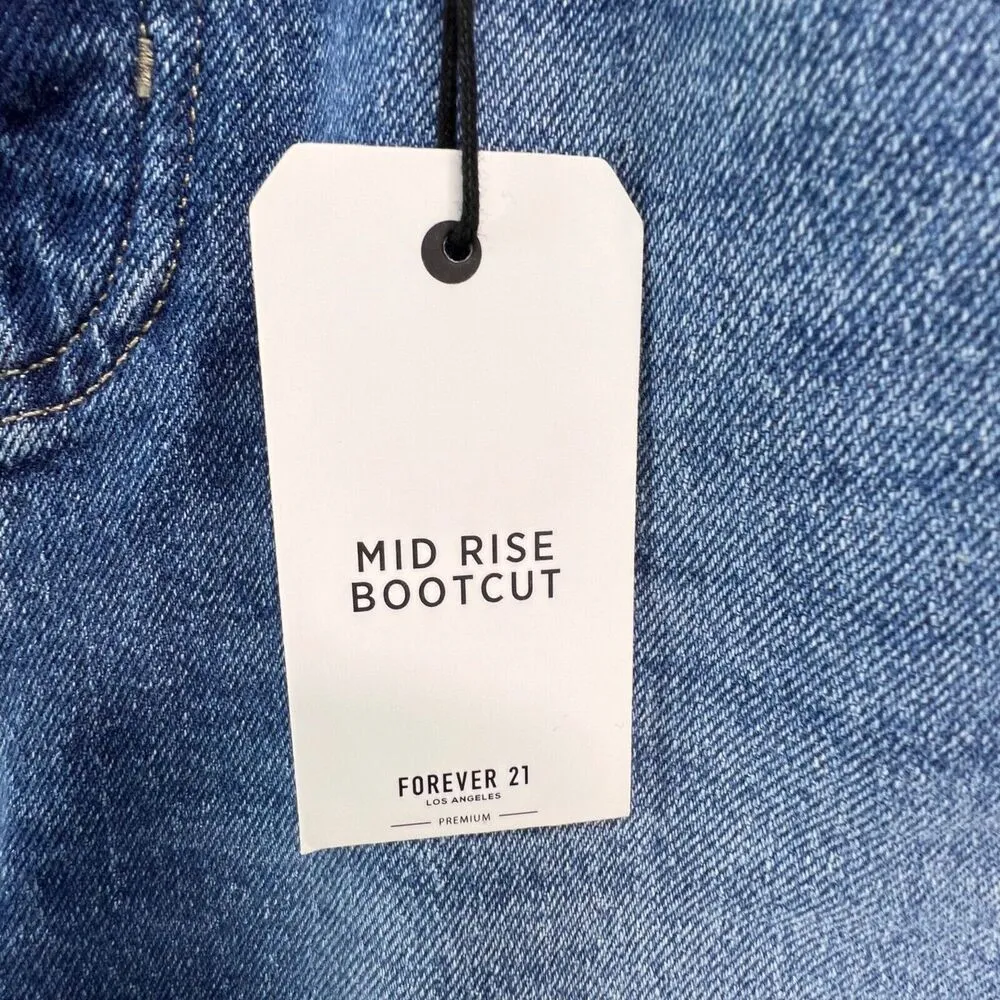 MID RISE
BOOTCUT
FOREVER 21
LOS ANGELES
PREMIUM